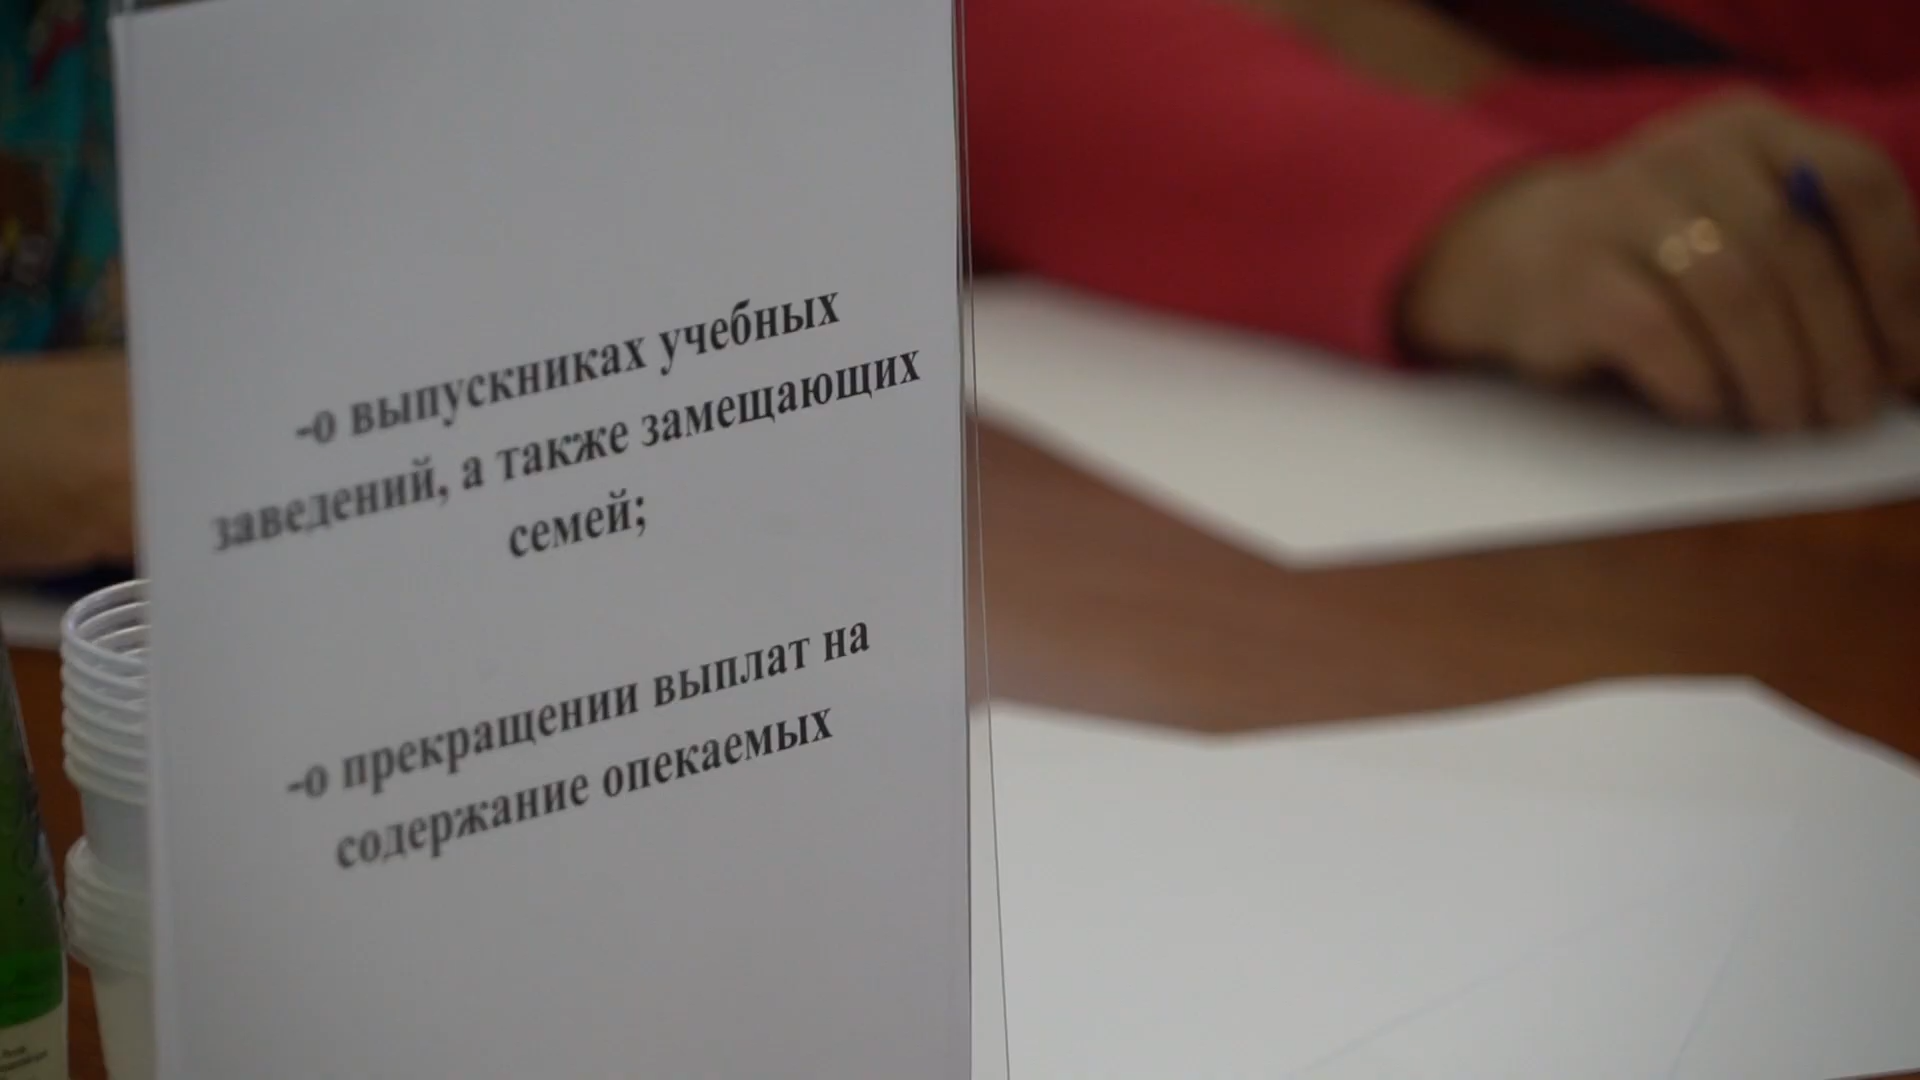 -о выпускниках учебных
заведений, а также замещающих
семей;
-о прекращении выплат на
содержание опекаемых